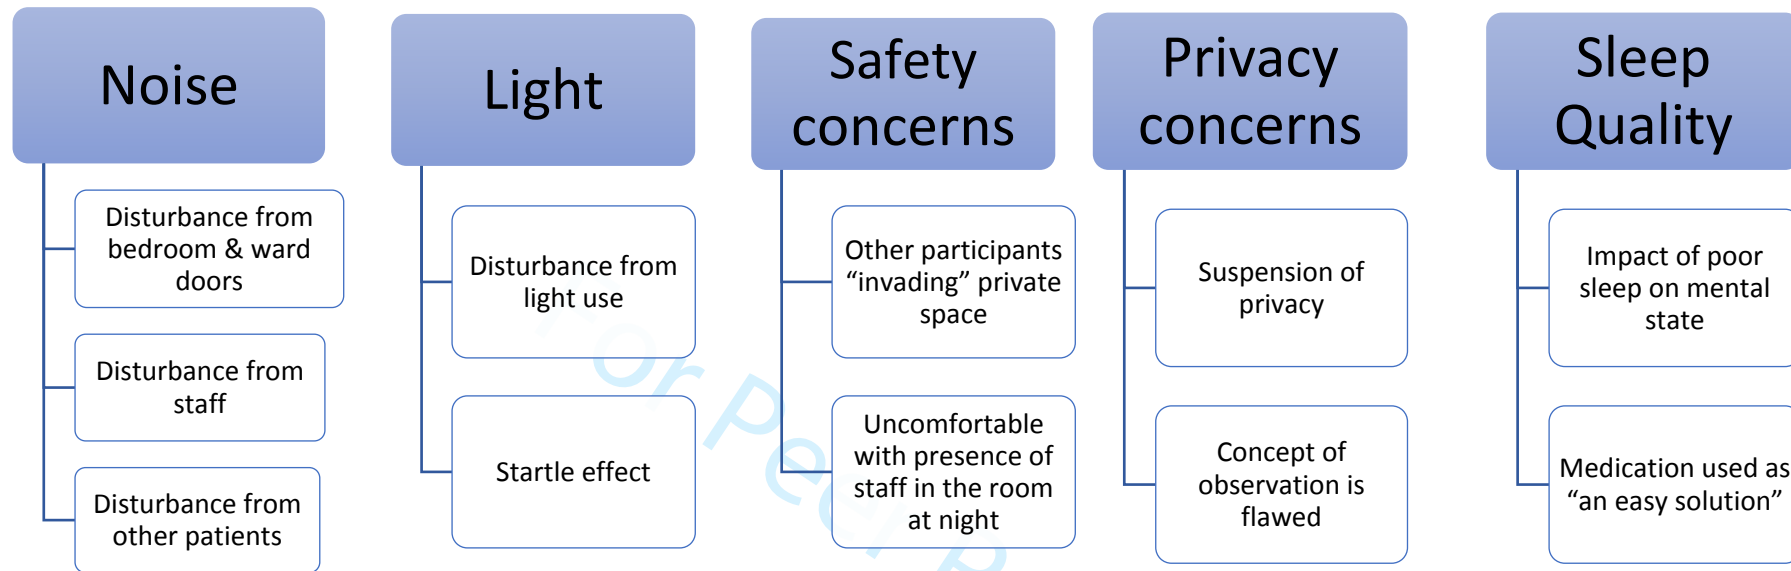 Noise
Disturbance from
bedroom & ward
doors
Disturbance from
staff
Disturbance from
other patients
Light
Disturbance from
light use
Startle effect
Safety
concerns
Other participants
“invading” private
space
Uncomfortable
with presence of
staff in the room
at night
Privacy
concerns
Suspension of
privacy
Concept of
observation is
flawed
Sleep
Quality
Impact of poor
sleep on mental
state
Medication used as
“an easy solution”
For Peer